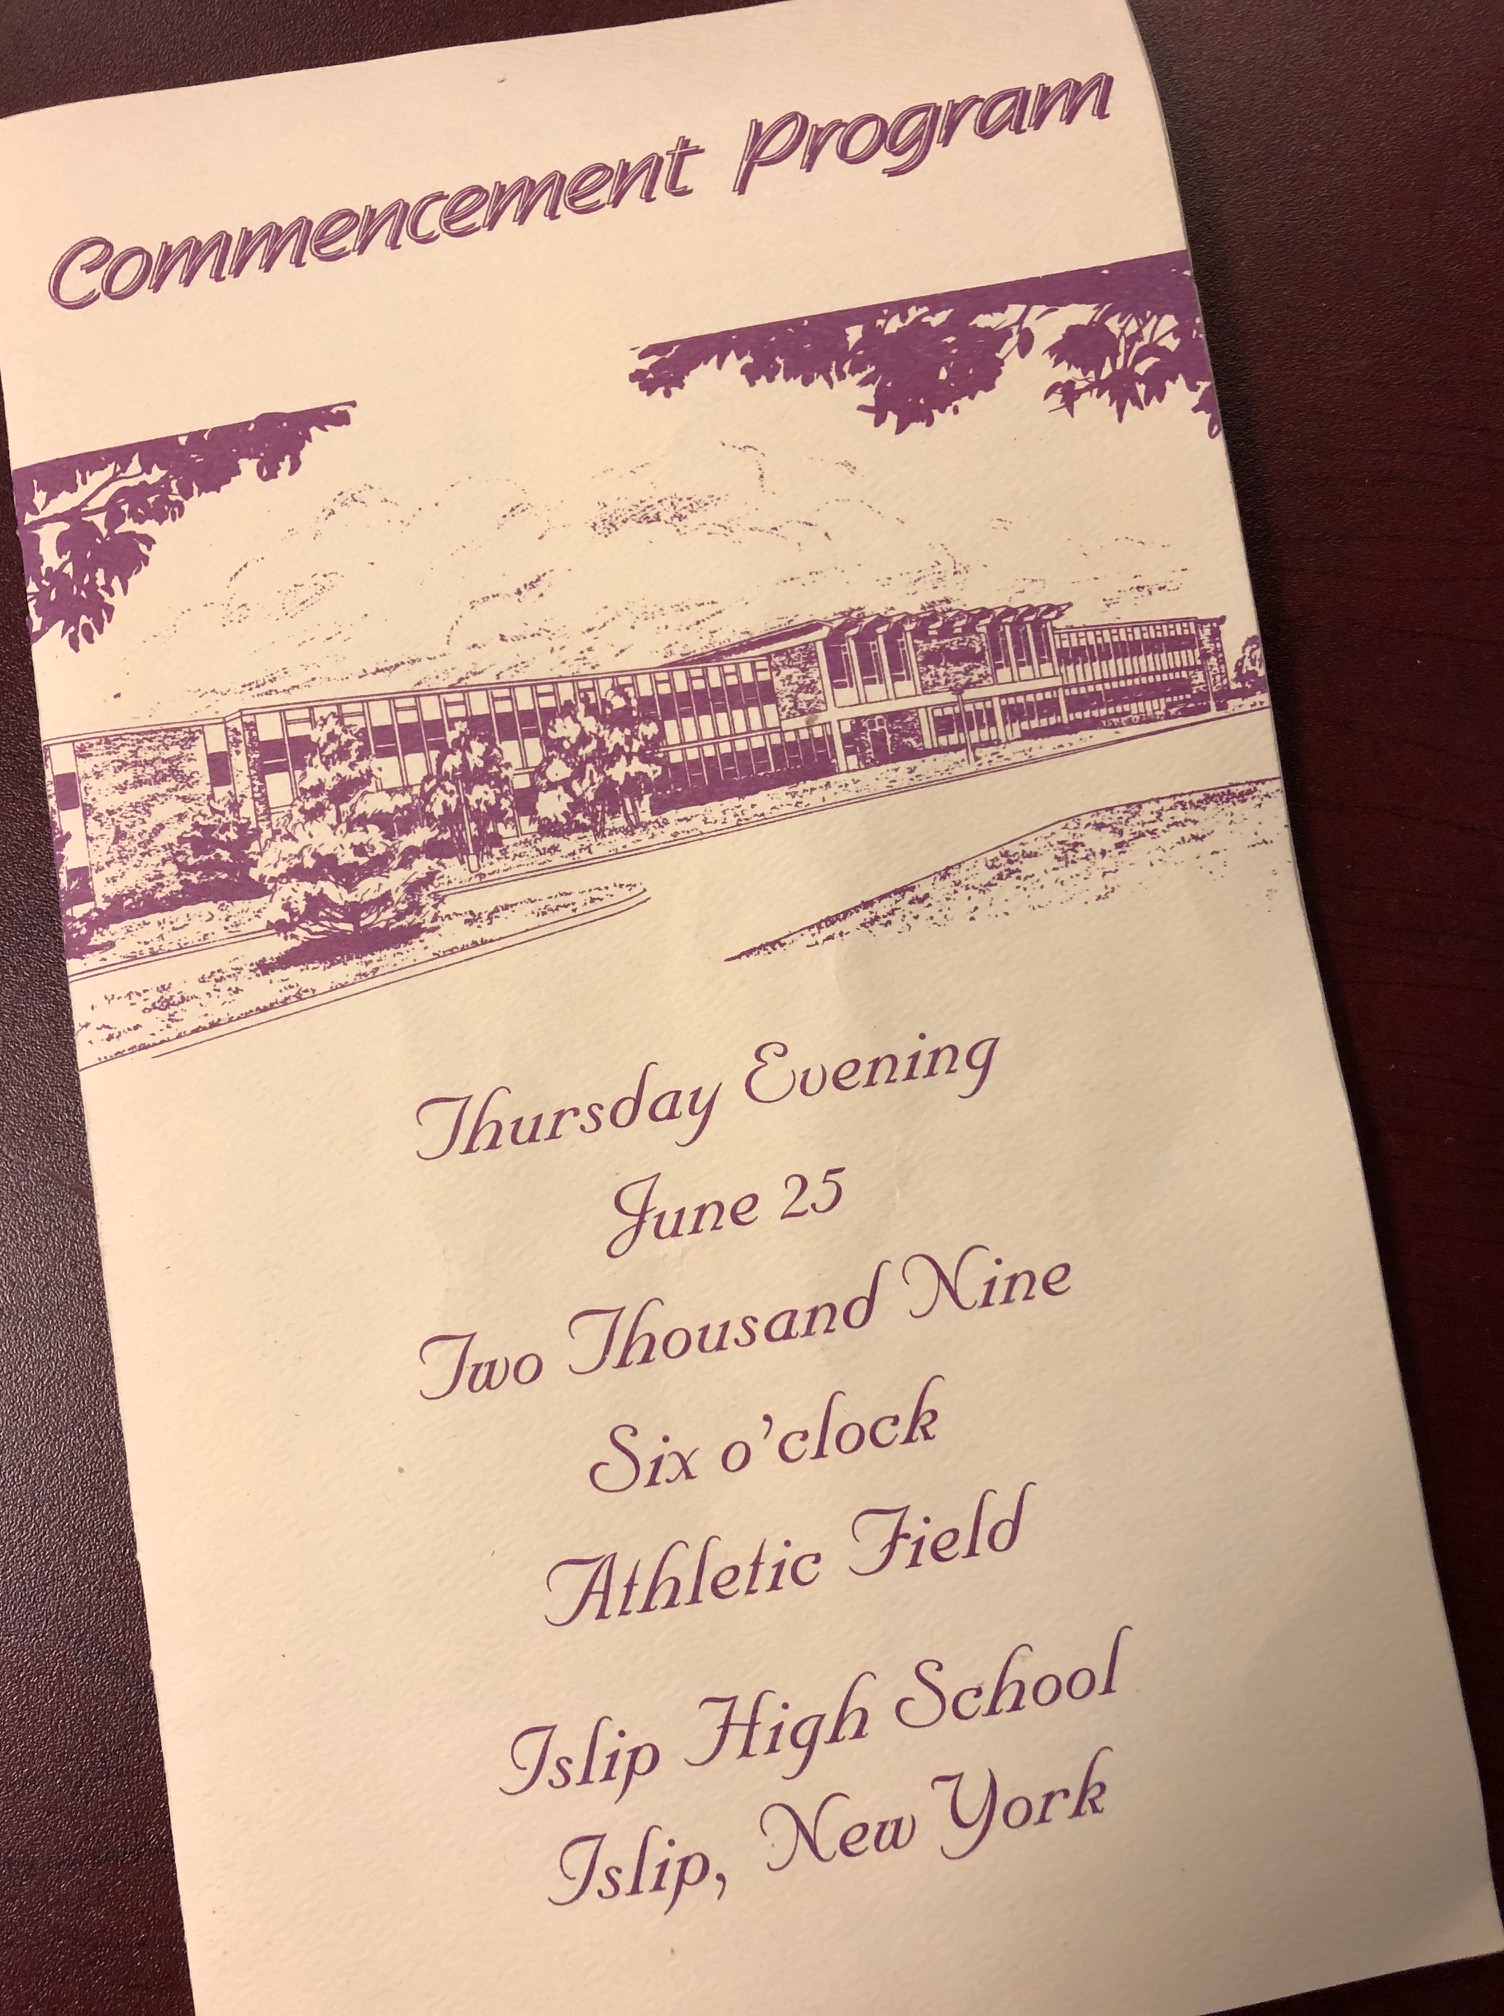 Commencement Program
Thursday Evening
June 25
Two Thousand Nine
Six o'clock
Athletic Field
Islip High School
Islip, New York